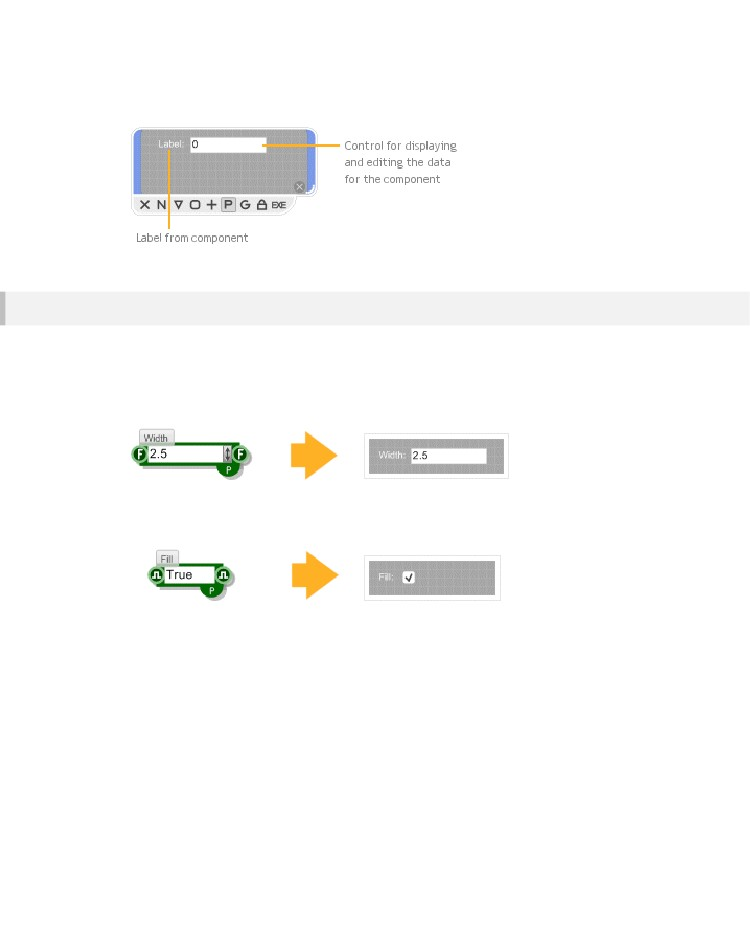 Label: 0
Control for displaying
and editing the data
for the component
X N P G EXE
Label from component
Width
F 2.5 F
P
Width: 2.5
Fill
True
P
Fill: